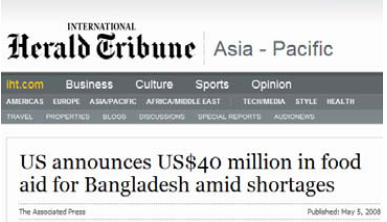 INTERNATIONAL
Herald Tribune Asia - Pacific
iht.com Business Culture Sports Opinion
AMERICAS EUROPE ASIA/PACIFIC AFRICA/MIDDLE EAST TECH/MEDIA STYLE HEALTH
TRAVEL PROPERTIES BLOGS DISCUSSIONS SPECIAL REPORTS AUDIONEWS
US announces US$40 million in food
aid for Bangladesh amid shortages
The Associated Press Published: May 5, 2008